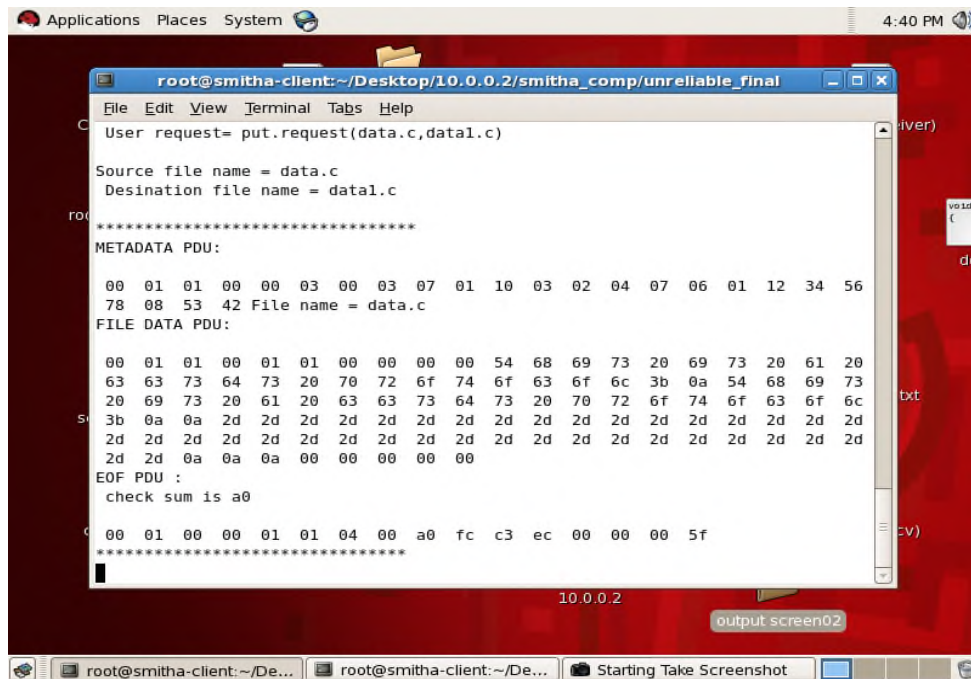 Applications Places System
4:40 PM
root@smitha-client:~/Desktop/10.0.0.2/smitha_comp/unreliable_final
File Edit View Terminal Tabs Help
User request= put.request(data.c,data1.c)
Source file name = data.c
Desination file name = data1.c
*********************************
METADATA PDU:
00 01 01 00 00 03 00 03 07 01 10 03 02 04 07 06 01 12 34 56
78 08 53 42 File name = data.c
FILE DATA PDU:
00 01 01 00 01 01 00 00 00 00 54 68 69 73 20 69 73 20 61 20
63 63 73 64 73 20 70 72 6f 74 6f 63 6f 6c 3b 0a 54 68 69 73
20 69 73 20 61 20 63 63 73 64 73 20 70 72 6f 74 6f 63 6f 6c
3b 0a 0a 2d 2d 2d 2d 2d 2d 2d 2d 2d 2d 2d 2d 2d 2d 2d 2d 2d
2d 2d 2d 2d 2d 2d 2d 2d 2d 2d 2d 2d 2d 2d 2d 2d 2d 2d 2d 2d
2d 2d 0a 0a 0a 00 00 00 00 00
EOF PDU :
check sum is a0
00 01 00 00 01 01 04 00 a0 fc c3 ec 00 00 00 5f
********************************
iver)
void
{
txt
cv)
10.0.0.2
output screen02
root@smitha-client:~/De...
root@smitha-client:~/De...
Starting Take Screenshot